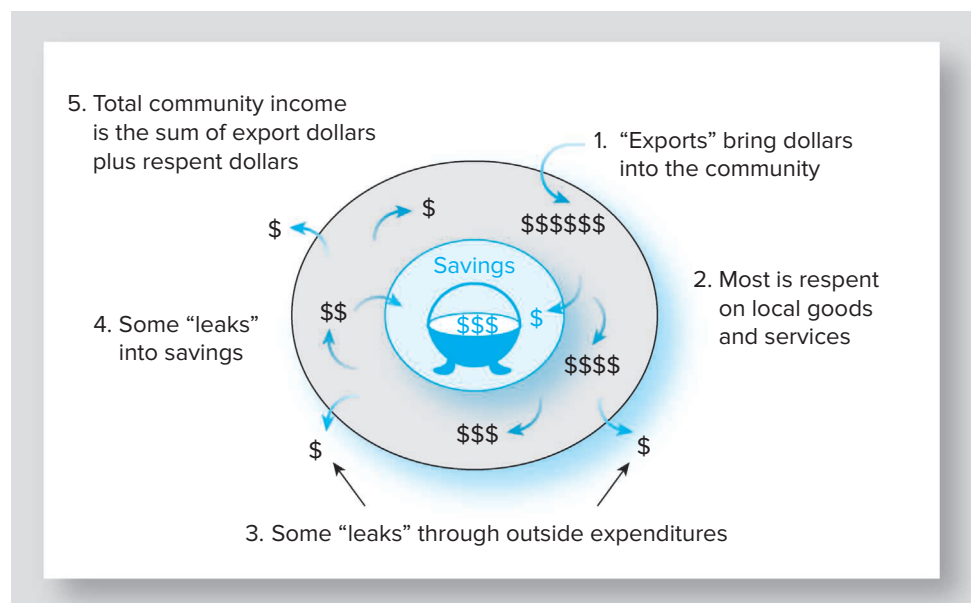 5. Total community income
is the sum of export dollars
plus respent dollars
1. “Exports” bring dollars
into the community
$
$
$$$$$$
Savings
2. Most is respent
on local goods
and services
4. Some “leaks”
into savings
$$
$$$
$
$$$$
$$$
$
$
3. Some “leaks” through outside expenditures